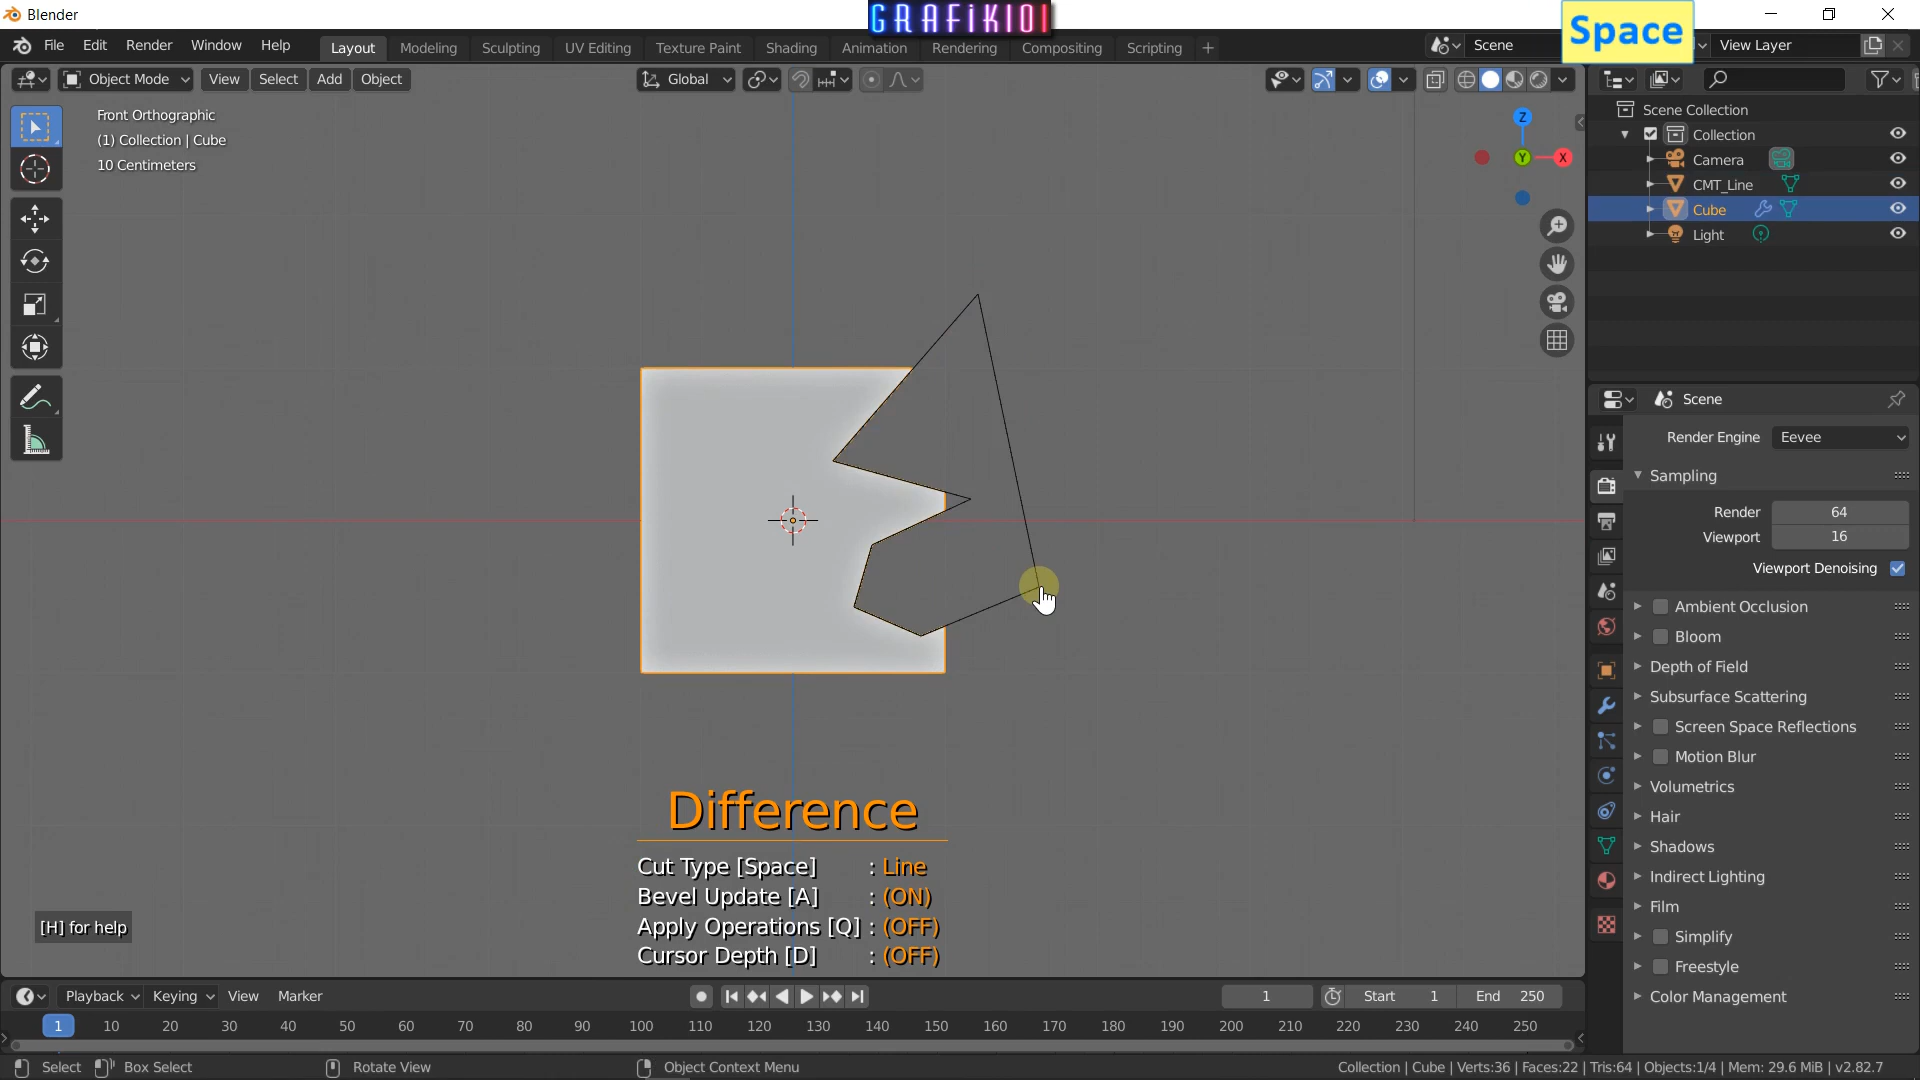 Blender
GRAFiK101
Space
File Edit Render Window Help
Layout Modeling Sculpting UV Editing Texture Paint Shading Animation Rendering Compositing Scripting +
Scene
View Layer
Object Mode View Select Add Object
Global
Front Orthographic
(1) Collection | Cube
10 Centimeters
Z
Y
X
Scene Collection
Collection
Camera
CMT_Line
Cube
Light
Scene
Render Engine Eevee
Sampling
Render 64
Viewport 16
Viewport Denoising
Ambient Occlusion
Bloom
Depth of Field
Subsurface Scattering
Screen Space Reflections
Motion Blur
Volumetrics
Hair
Shadows
Indirect Lighting
Film
Simplify
Freestyle
Color Management
Difference
Cut Type [Space] : Line
Bevel Update [A] : (ON)
Apply Operations [Q] : (OFF)
Cursor Depth [D] : (OFF)
[H] for help
Playback Keying View Marker
1
Start 1
End 250
1 10 20 30 40 50 60 70 80 90 100 110 120 130 140 150 160 170 180 190 200 210 220 230 240 250
Select Box Select Rotate View Object Context Menu
Collection | Cube | Verts:36 | Faces:22 | Tris:64 | Objects:1/4 | Mem: 29.6 MiB | v2.82.7